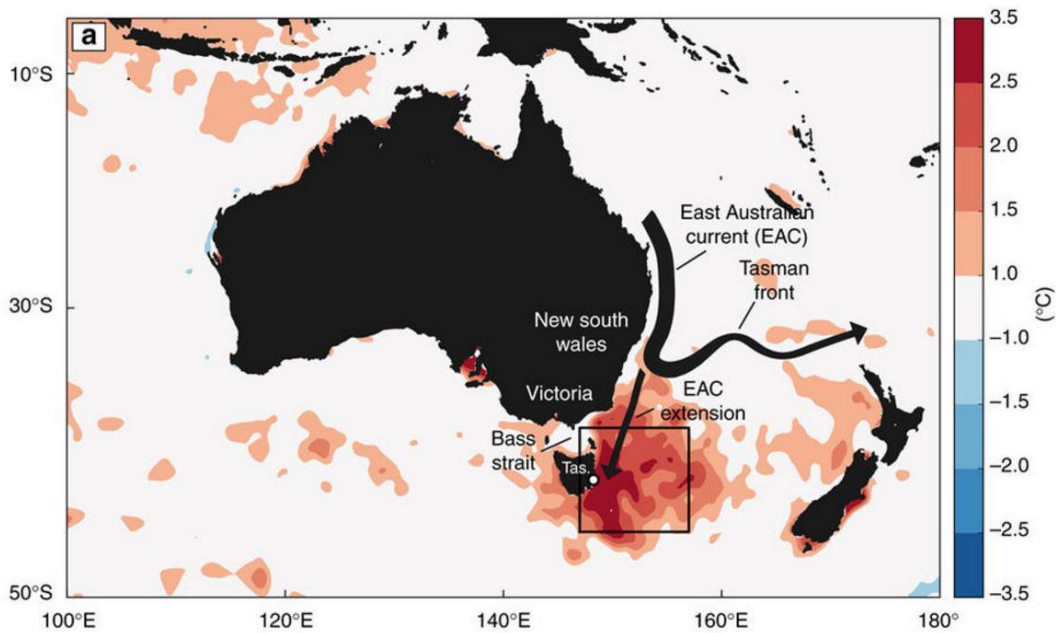 a
10°S
30°S
50°S
100°E
120°E
140°E
160°E
180°
East Australian
current (EAC)
Tasman
front
New south
wales
Victoria
EAC
extension
Bass
strait
Tas.
3.5
2.5
2.0
1.5
1.0
−1.0
−1.5
−2.0
−2.5
−3.5
(°C)